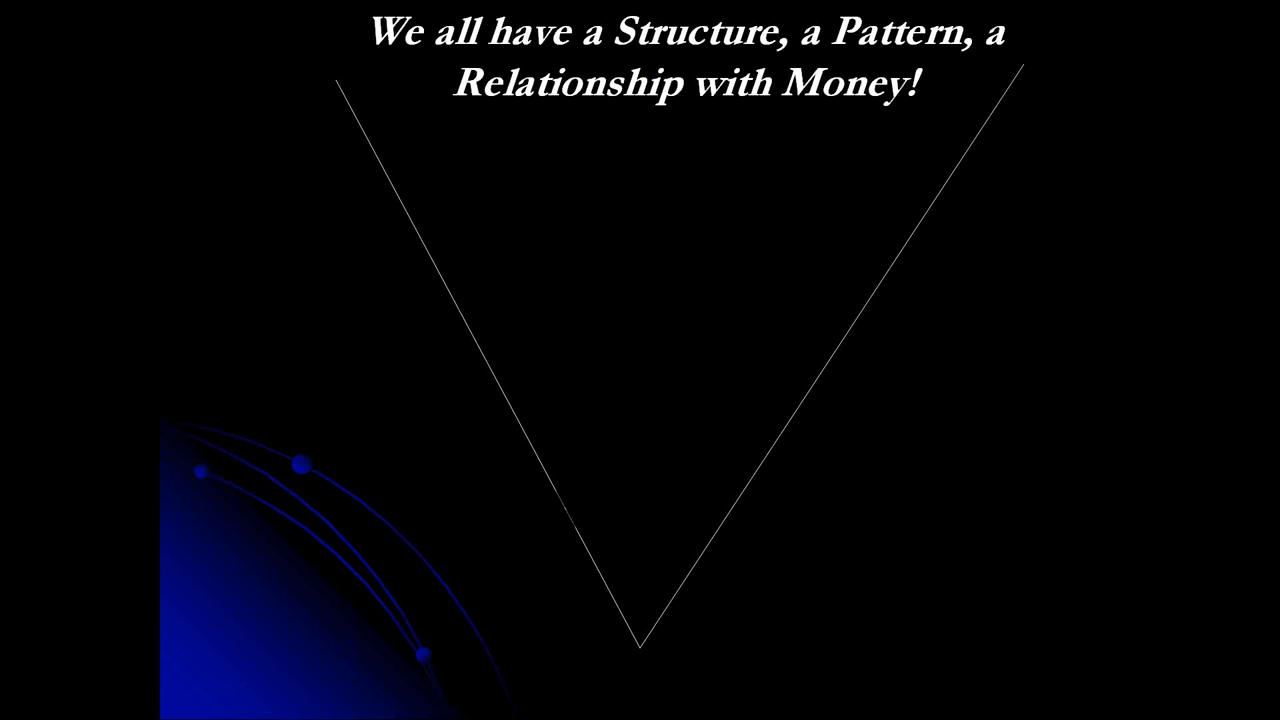 We all have a Structure, a Pattern, a
Relationship with Money!